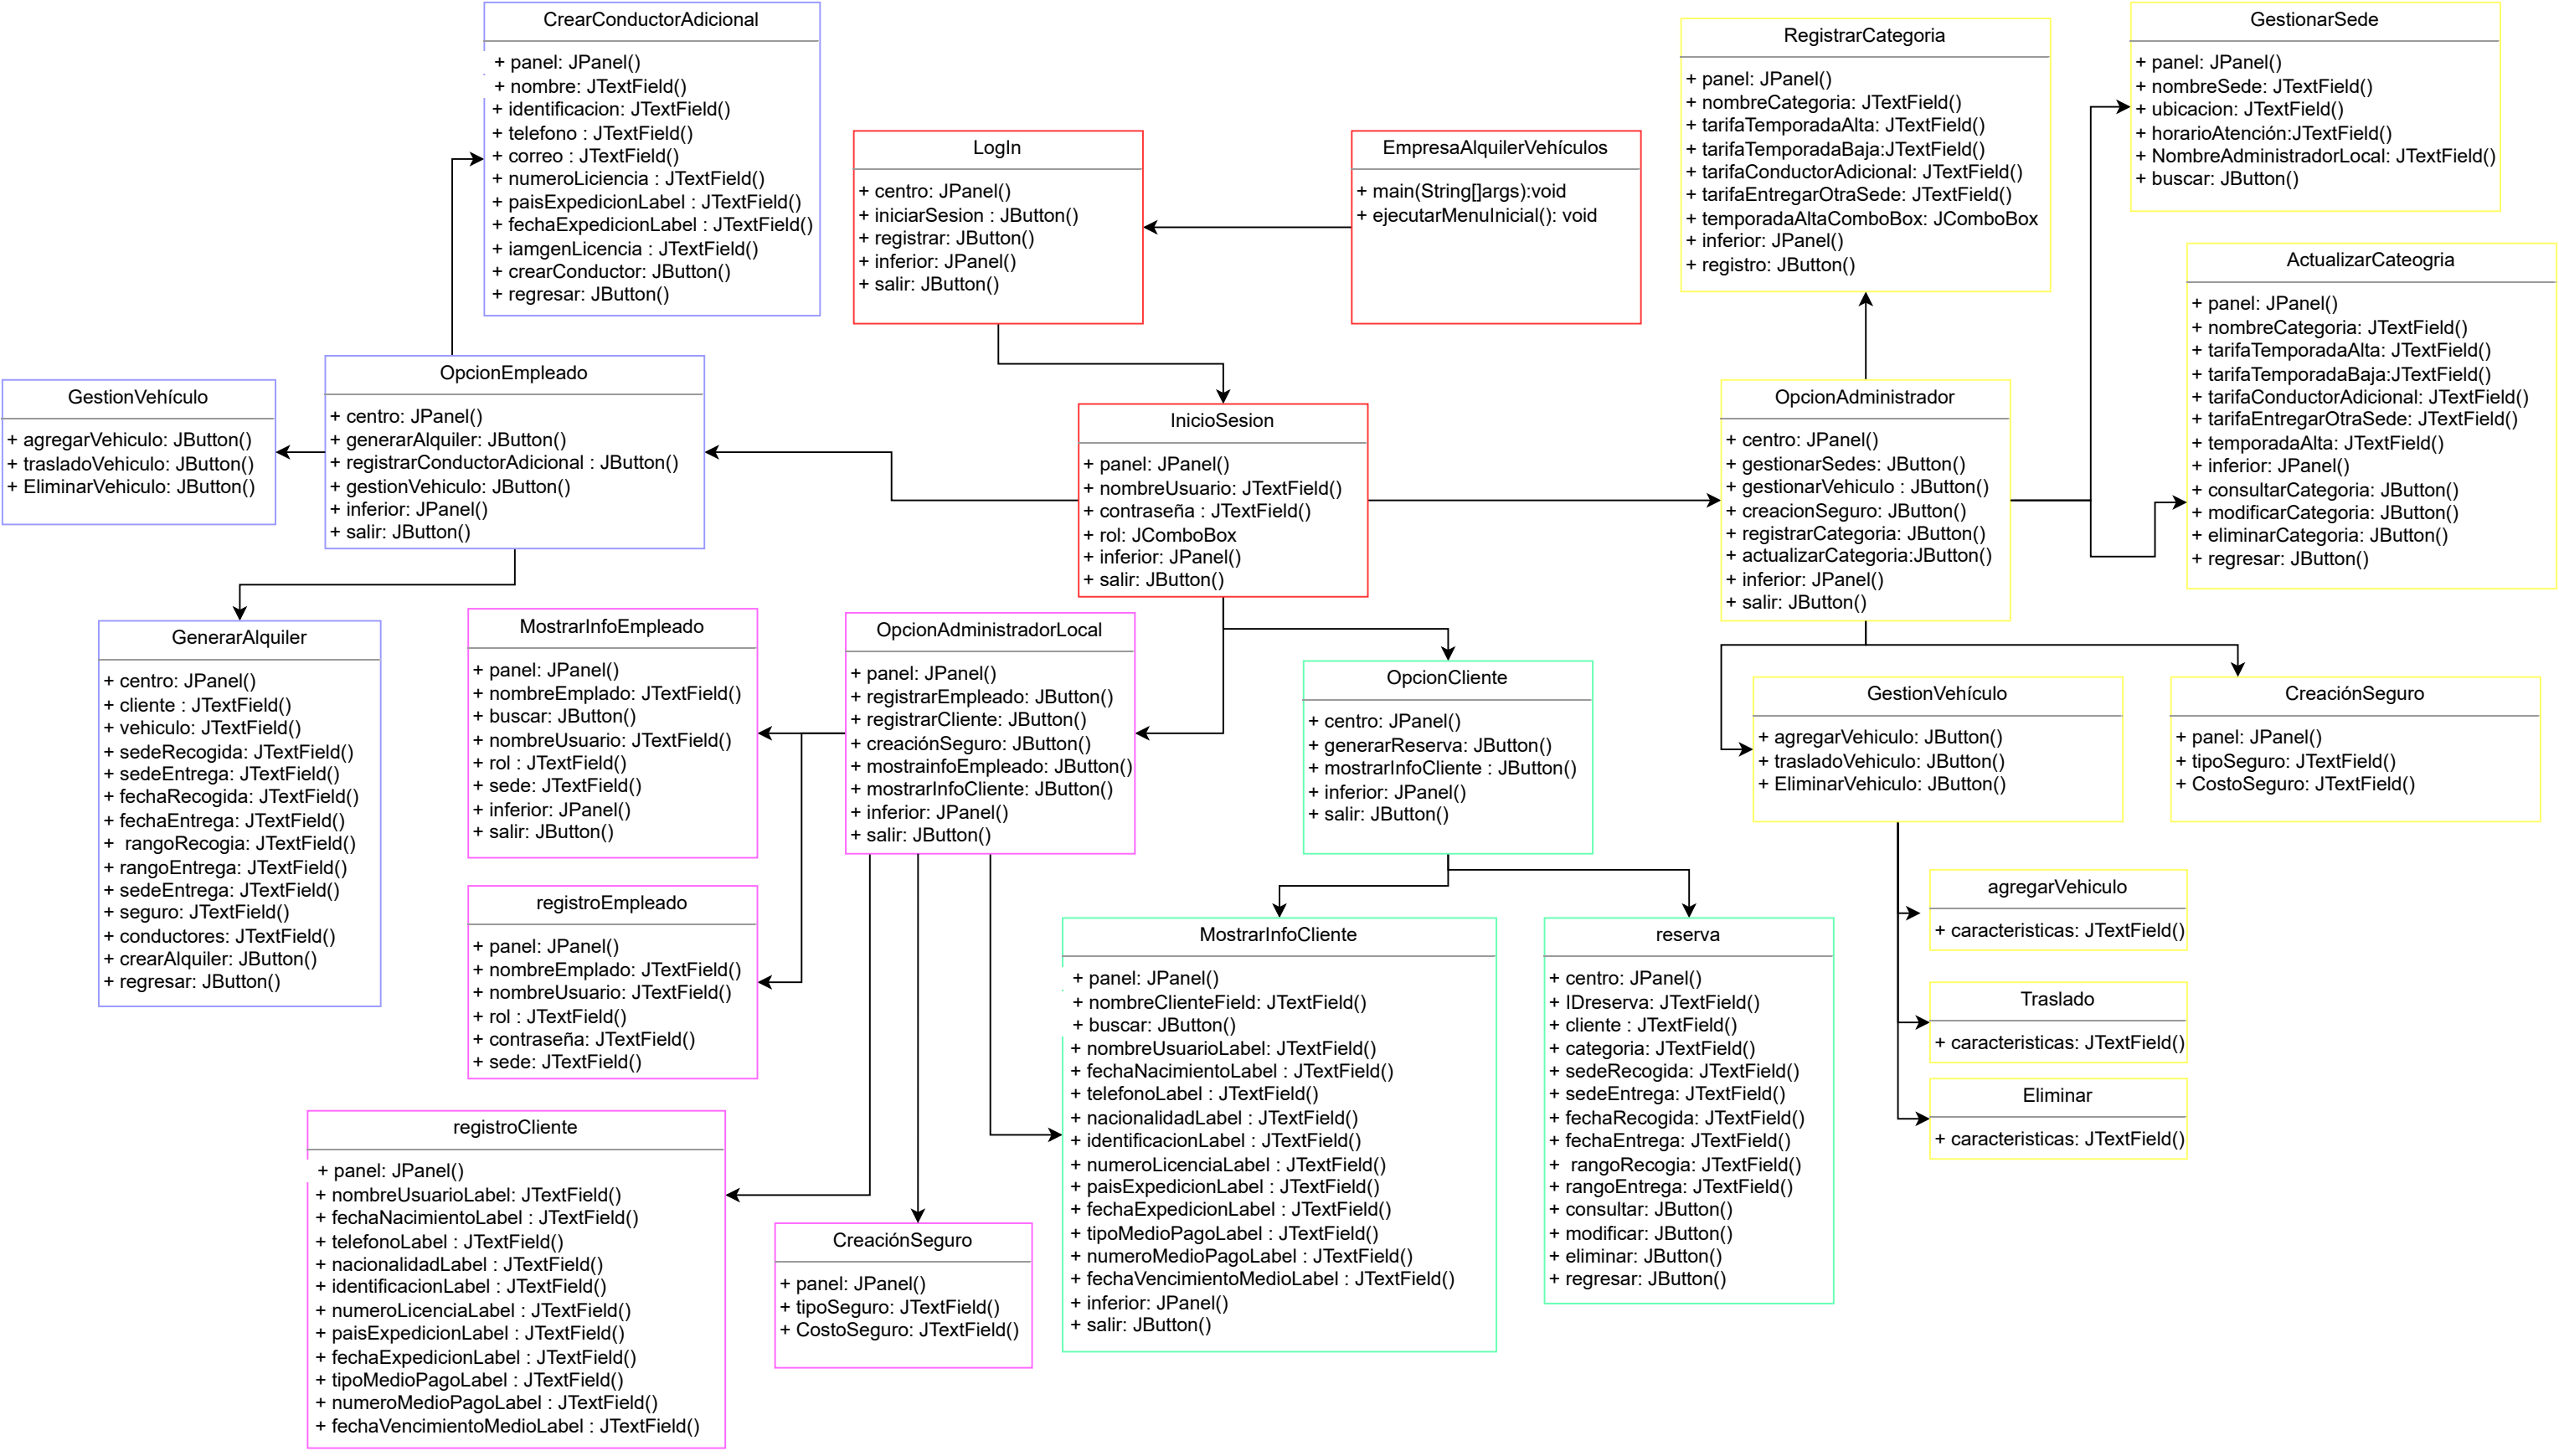 CrearConductorAdicional
+ panel: JPanel()
+ nombre: JTextField()
+ identificacion: JTextField()
+ telefono : JTextField()
+ correo : JTextField()
+ numeroLiciencia : JTextField()
+ paisExpedicionLabel : JTextField()
+ fechaExpedicionLabel : JTextField()
+ iamgenLicencia : JTextField()
+ crearConductor: JButton()
+ regresar: JButton()
LogIn
+ centro: JPanel()
+ iniciarSesion : JButton()
+ registrar: JButton()
+ inferior: JPanel()
+ salir: JButton()
EmpresaAlquilerVehículos
+ main(String[]args):void
+ ejecutarMenuInicial(): void
RegistrarCategoria
+ panel: JPanel()
+ nombreCategoria: JTextField()
+ tarifaTemporadaAlta: JTextField()
+ tarifaTemporadaBaja:JTextField()
+ tarifaConductorAdicional: JTextField()
+ tarifaEntregarOtraSede: JTextField()
+ temporadaAltaComboBox: JComboBox
+ inferior: JPanel()
+ registro: JButton()
GestionarSede
+ panel: JPanel()
+ nombreSede: JTextField()
+ ubicacion: JTextField()
+ horarioAtención:JTextField()
+ NombreAdministradorLocal: JTextField()
+ buscar: JButton()
ActualizarCateogria
+ panel: JPanel()
+ nombreCategoria: JTextField()
+ tarifaTemporadaAlta: JTextField()
+ tarifaTemporadaBaja:JTextField()
+ tarifaConductorAdicional: JTextField()
+ tarifaEntregarOtraSede: JTextField()
+ temporadaAlta: JTextField()
+ inferior: JPanel()
+ consultarCategoria: JButton()
+ modificarCategoria: JButton()
+ eliminarCategoria: JButton()
+ regresar: JButton()
GestionVehículo
+ agregarVehiculo: JButton()
+ trasladoVehiculo: JButton()
+ EliminarVehiculo: JButton()
OpcionEmpleado
+ centro: JPanel()
+ generarAlquiler: JButton()
+ registrarConductorAdicional : JButton()
+ gestionVehiculo: JButton()
+ inferior: JPanel()
+ salir: JButton()
InicioSesion
+ panel: JPanel()
+ nombreUsuario: JTextField()
+ contraseña : JTextField()
+ rol: JComboBox
+ inferior: JPanel()
+ salir: JButton()
OpcionAdministrador
+ centro: JPanel()
+ gestionarSedes: JButton()
+ gestionarVehiculo : JButton()
+ creacionSeguro: JButton()
+ registrarCategoria: JButton()
+ actualizarCategoria:JButton()
+ inferior: JPanel()
+ salir: JButton()
GenerarAlquiler
+ centro: JPanel()
+ cliente : JTextField()
+ vehiculo: JTextField()
+ sedeRecogida: JTextField()
+ sedeEntrega: JTextField()
+ fechaRecogida: JTextField()
+ fechaEntrega: JTextField()
+ rangoRecogia: JTextField()
+ rangoEntrega: JTextField()
+ sedeEntrega: JTextField()
+ seguro: JTextField()
+ conductores: JTextField()
+ crearAlquiler: JButton()
+ regresar: JButton()
MostrarInfoEmpleado
+ panel: JPanel()
+ nombreEmplado: JTextField()
+ buscar: JButton()
+ nombreUsuario: JTextField()
+ rol : JTextField()
+ sede: JTextField()
+ inferior: JPanel()
+ salir: JButton()
OpcionAdministradorLocal
+ panel: JPanel()
+ registrarEmpleado: JButton()
+ registrarCliente: JButton()
+ creaciónSeguro: JButton()
+ mostrainfoEmpleado: JButton()
+ mostrarInfoCliente: JButton()
+ inferior: JPanel()
+ salir: JButton()
OpcionCliente
+ centro: JPanel()
+ generarReserva: JButton()
+ mostrarInfoCliente : JButton()
+ inferior: JPanel()
+ salir: JButton()
GestionVehículo
+ agregarVehiculo: JButton()
+ trasladoVehiculo: JButton()
+ EliminarVehiculo: JButton()
CreaciónSeguro
+ panel: JPanel()
+ tipoSeguro: JTextField()
+ CostoSeguro: JTextField()
registroEmpleado
+ panel: JPanel()
+ nombreEmplado: JTextField()
+ nombreUsuario: JTextField()
+ rol : JTextField()
+ contraseña: JTextField()
+ sede: JTextField()
MostrarInfoCliente
+ panel: JPanel()
+ nombreClienteField: JTextField()
+ buscar: JButton()
+ nombreUsuarioLabel: JTextField()
+ fechaNacimientoLabel : JTextField()
+ telefonoLabel : JTextField()
+ nacionalidadLabel : JTextField()
+ identificacionLabel : JTextField()
+ numeroLicenciaLabel : JTextField()
+ paisExpedicionLabel : JTextField()
+ fechaExpedicionLabel : JTextField()
+ tipoMedioPagoLabel : JTextField()
+ numeroMedioPagoLabel : JTextField()
+ fechaVencimientoMedioLabel : JTextField()
+ inferior: JPanel()
+ salir: JButton()
reserva
+ centro: JPanel()
+ IDreserva: JTextField()
+ cliente : JTextField()
+ categoria: JTextField()
+ sedeRecogida: JTextField()
+ sedeEntrega: JTextField()
+ fechaRecogida: JTextField()
+ fechaEntrega: JTextField()
+ rangoRecogia: JTextField()
+ rangoEntrega: JTextField()
+ consultar: JButton()
+ modificar: JButton()
+ eliminar: JButton()
+ regresar: JButton()
agregarVehiculo
+ caracteristicas: JTextField()
Traslado
+ caracteristicas: JTextField()
Eliminar
+ caracteristicas: JTextField()
registroCliente
+ panel: JPanel()
+ nombreUsuarioLabel: JTextField()
+ fechaNacimientoLabel : JTextField()
+ telefonoLabel : JTextField()
+ nacionalidadLabel : JTextField()
+ identificacionLabel : JTextField()
+ numeroLicenciaLabel : JTextField()
+ paisExpedicionLabel : JTextField()
+ fechaExpedicionLabel : JTextField()
+ tipoMedioPagoLabel : JTextField()
+ numeroMedioPagoLabel : JTextField()
+ fechaVencimientoMedioLabel : JTextField()
CreaciónSeguro
+ panel: JPanel()
+ tipoSeguro: JTextField()
+ CostoSeguro: JTextField()